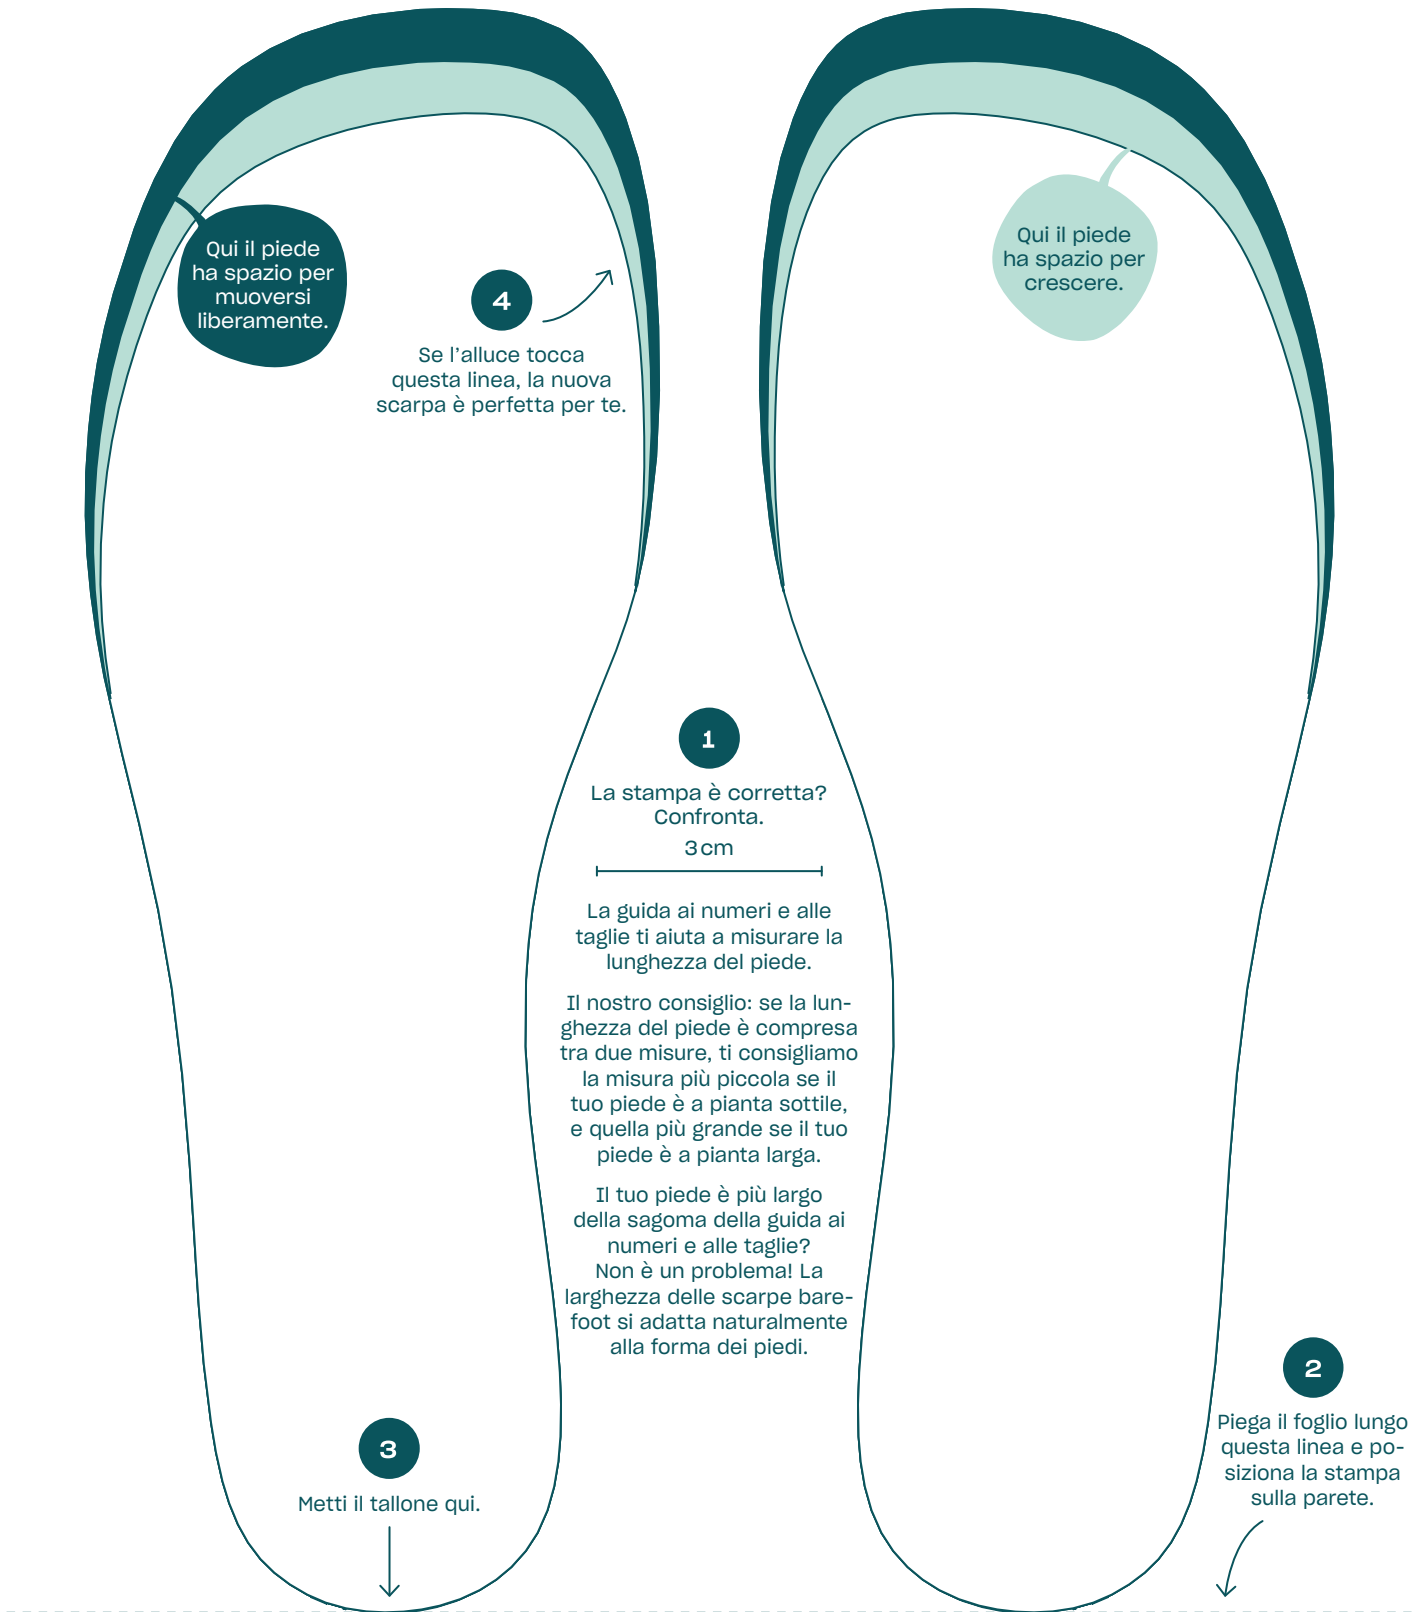 Qui il piede
ha spazio per
muoversi
liberamente.
Qui il piede
ha spazio per
crescere.
4
Se l’alluce tocca
questa linea, la nuova
scarpa è perfetta per te.
1
La stampa è corretta?
Confronta.
3 cm
La guida ai numeri e alle
taglie ti aiuta a misurare la
lunghezza del piede.
Il nostro consiglio: se la lun-
ghezza del piede è compresa
tra due misure, ti consigliamo
la misura più piccola se il
tuo piede è a pianta sottile,
e quella più grande se il tuo
piede è a pianta larga.
Il tuo piede è più largo
della sagoma della guida ai
numeri e alle taglie?
Non è un problema! La
larghezza delle scarpe bare-
foot si adatta naturalmente
alla forma dei piedi.
2
Piega il foglio lungo
questa linea e po-
siziona la stampa
sulla parete.
3
Metti il tallone qui.